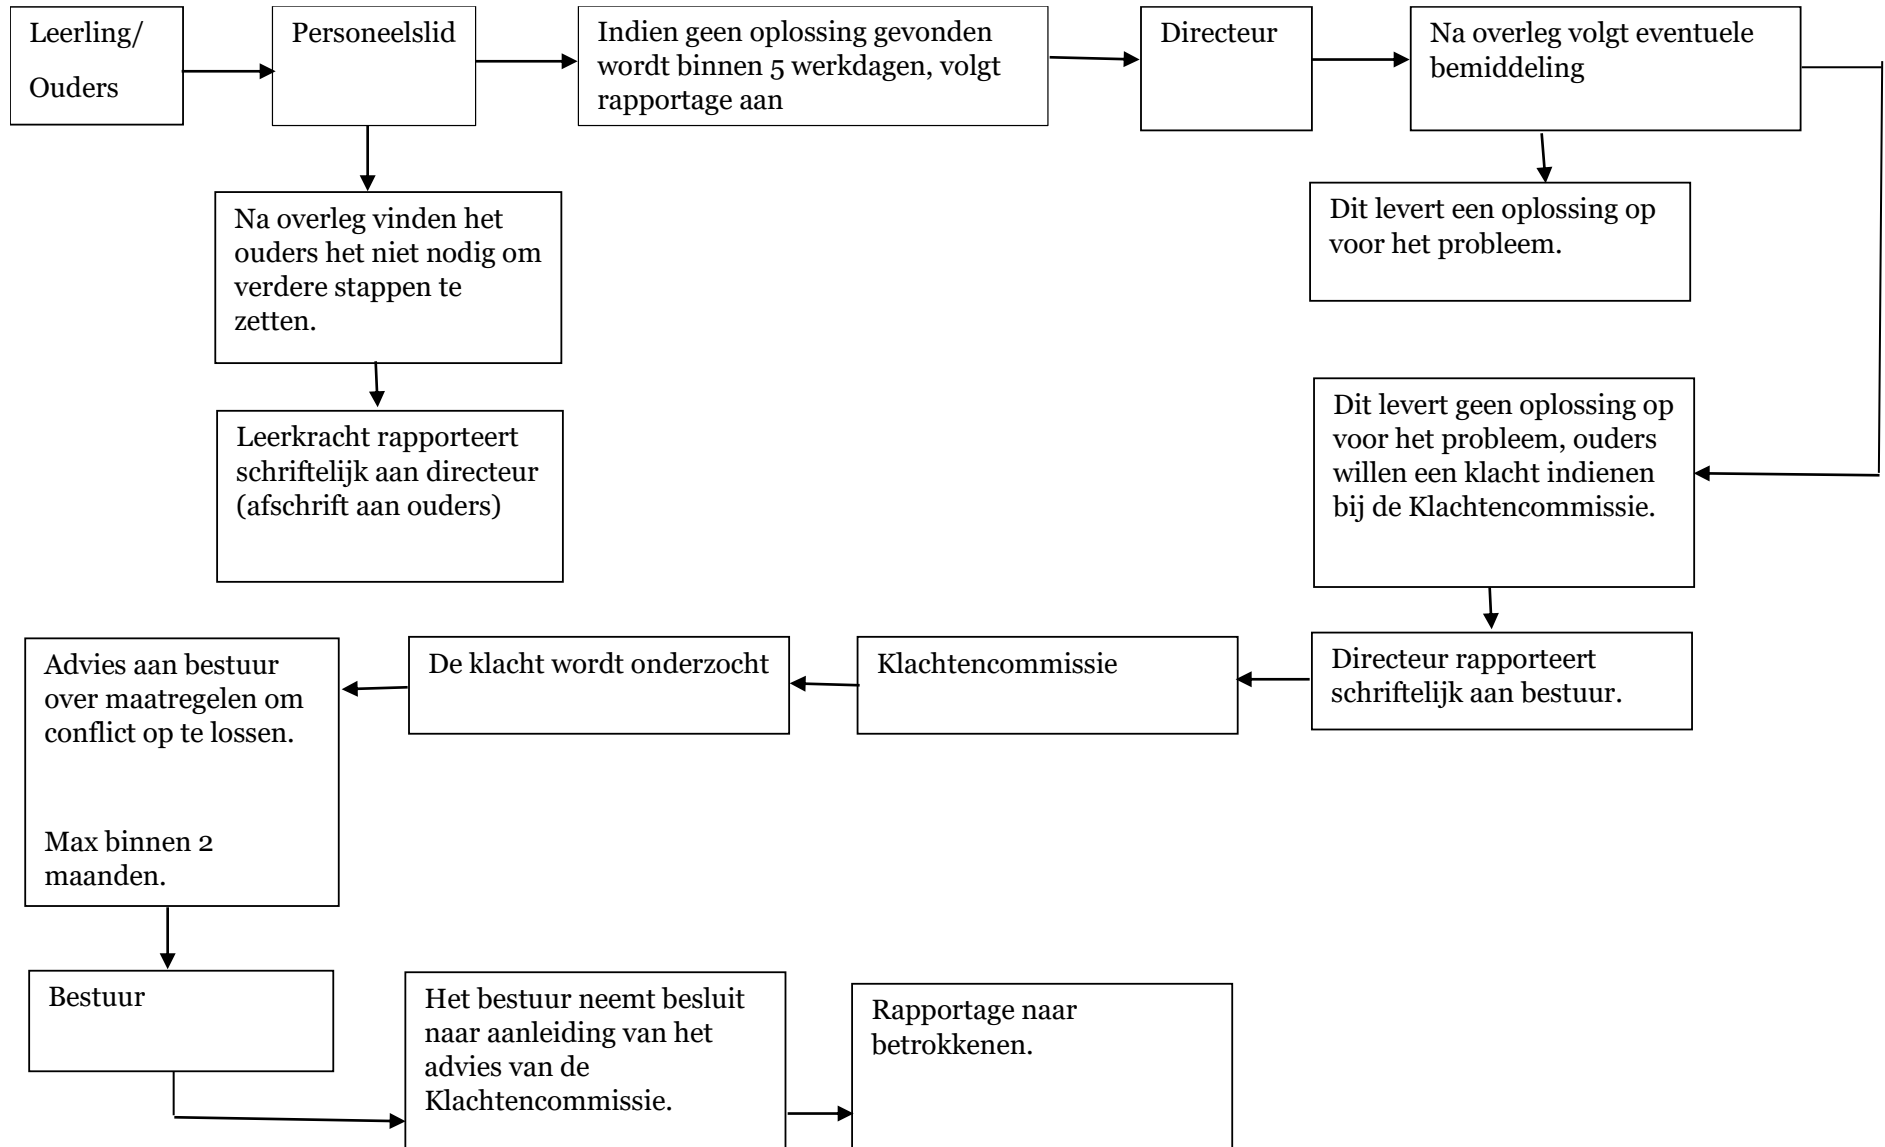 Leerling/
Ouders
Personeelslid
Indien geen oplossing gevonden
wordt binnen 5 werkdagen, volgt
rapportage aan
Directeur
Na overleg volgt eventuele
bemiddeling
Na overleg vinden het
ouders het niet nodig om
verdere stappen te
zetten.
Dit levert een oplossing op
voor het probleem.
Leerkracht rapporteert
schriftelijk aan directeur
(afschrift aan ouders)
Dit levert geen oplossing op
voor het probleem, ouders
willen een klacht indienen
bij de Klachtencommissie.
Directeur rapporteert
schriftelijk aan bestuur.
Klachtencommissie
De klacht wordt onderzocht
Advies aan bestuur
over maatregelen om
conflict op te lossen.
Max binnen 2
maanden.
Bestuur
Het bestuur neemt besluit
naar aanleiding van het
advies van de
Klachtencommissie.
Rapportage naar
betrokkenen.